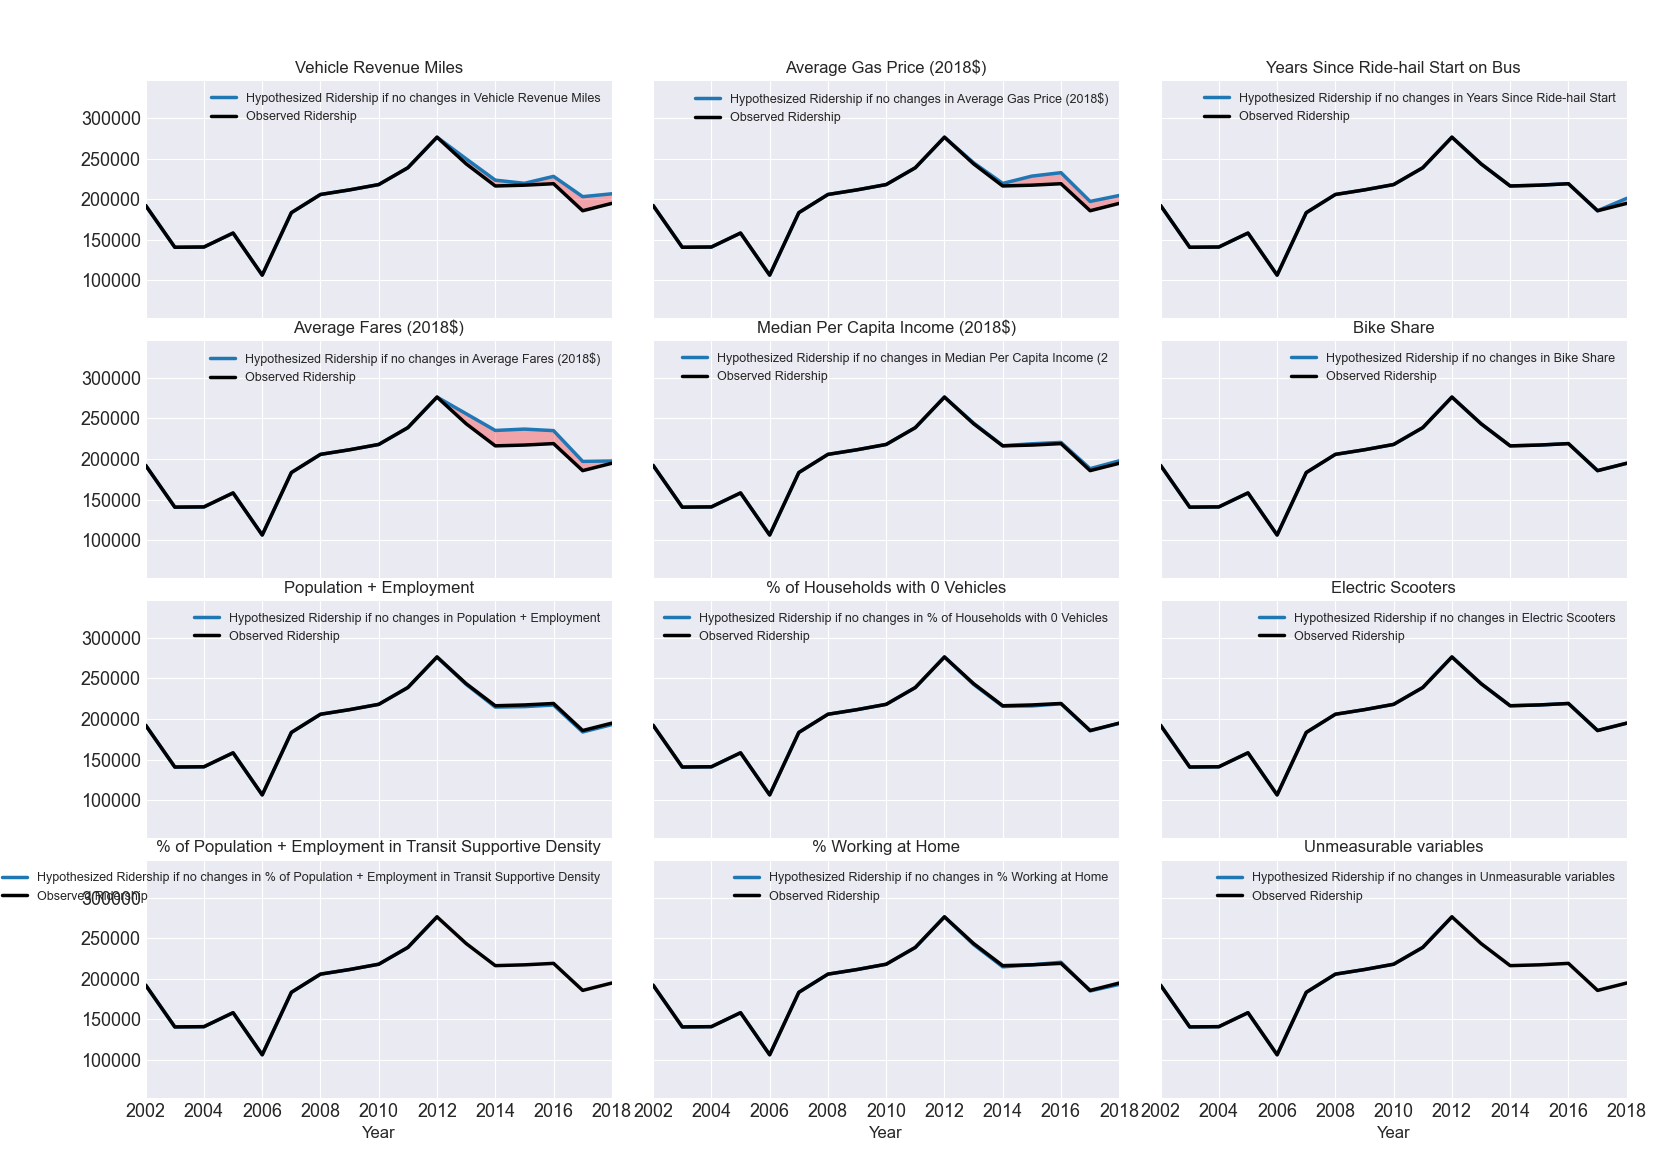 Vehicle Revenue Miles
Hypothesized Ridership if no changes in Vehicle Revenue Miles
Observed Ridership
300000
250000
200000
150000
100000
Average Gas Price (2018$)
Hypothesized Ridership if no changes in Average Gas Price (2018$)
Observed Ridership
Years Since Ride-hail Start on Bus
Hypothesized Ridership if no changes in Years Since Ride-hail Start
Observed Ridership
Average Fares (2018$)
Hypothesized Ridership if no changes in Average Fares (2018$)
Observed Ridership
300000
250000
200000
150000
100000
Median Per Capita Income (2018$)
Hypothesized Ridership if no changes in Median Per Capita Income (2
Observed Ridership
Bike Share
Hypothesized Ridership if no changes in Bike Share
Observed Ridership
Population + Employment
Hypothesized Ridership if no changes in Population + Employment
Observed Ridership
300000
250000
200000
150000
100000
% of Households with 0 Vehicles
Hypothesized Ridership if no changes in % of Households with 0 Vehicles
Observed Ridership
Electric Scooters
Hypothesized Ridership if no changes in Electric Scooters
Observed Ridership
% of Population + Employment in Transit Supportive Density
Hypothesized Ridership if no changes in % of Population + Employment in Transit Supportive Density
Observed Ridership
300000
250000
200000
150000
100000
2002 2004 2006 2008 2010 2012 2014 2016 2018
Year
% Working at Home
Hypothesized Ridership if no changes in % Working at Home
Observed Ridership
2002 2004 2006 2008 2010 2012 2014 2016 2018
Year
Unmeasurable variables
Hypothesized Ridership if no changes in Unmeasurable variables
Observed Ridership
2002 2004 2006 2008 2010 2012 2014 2016 2018
Year